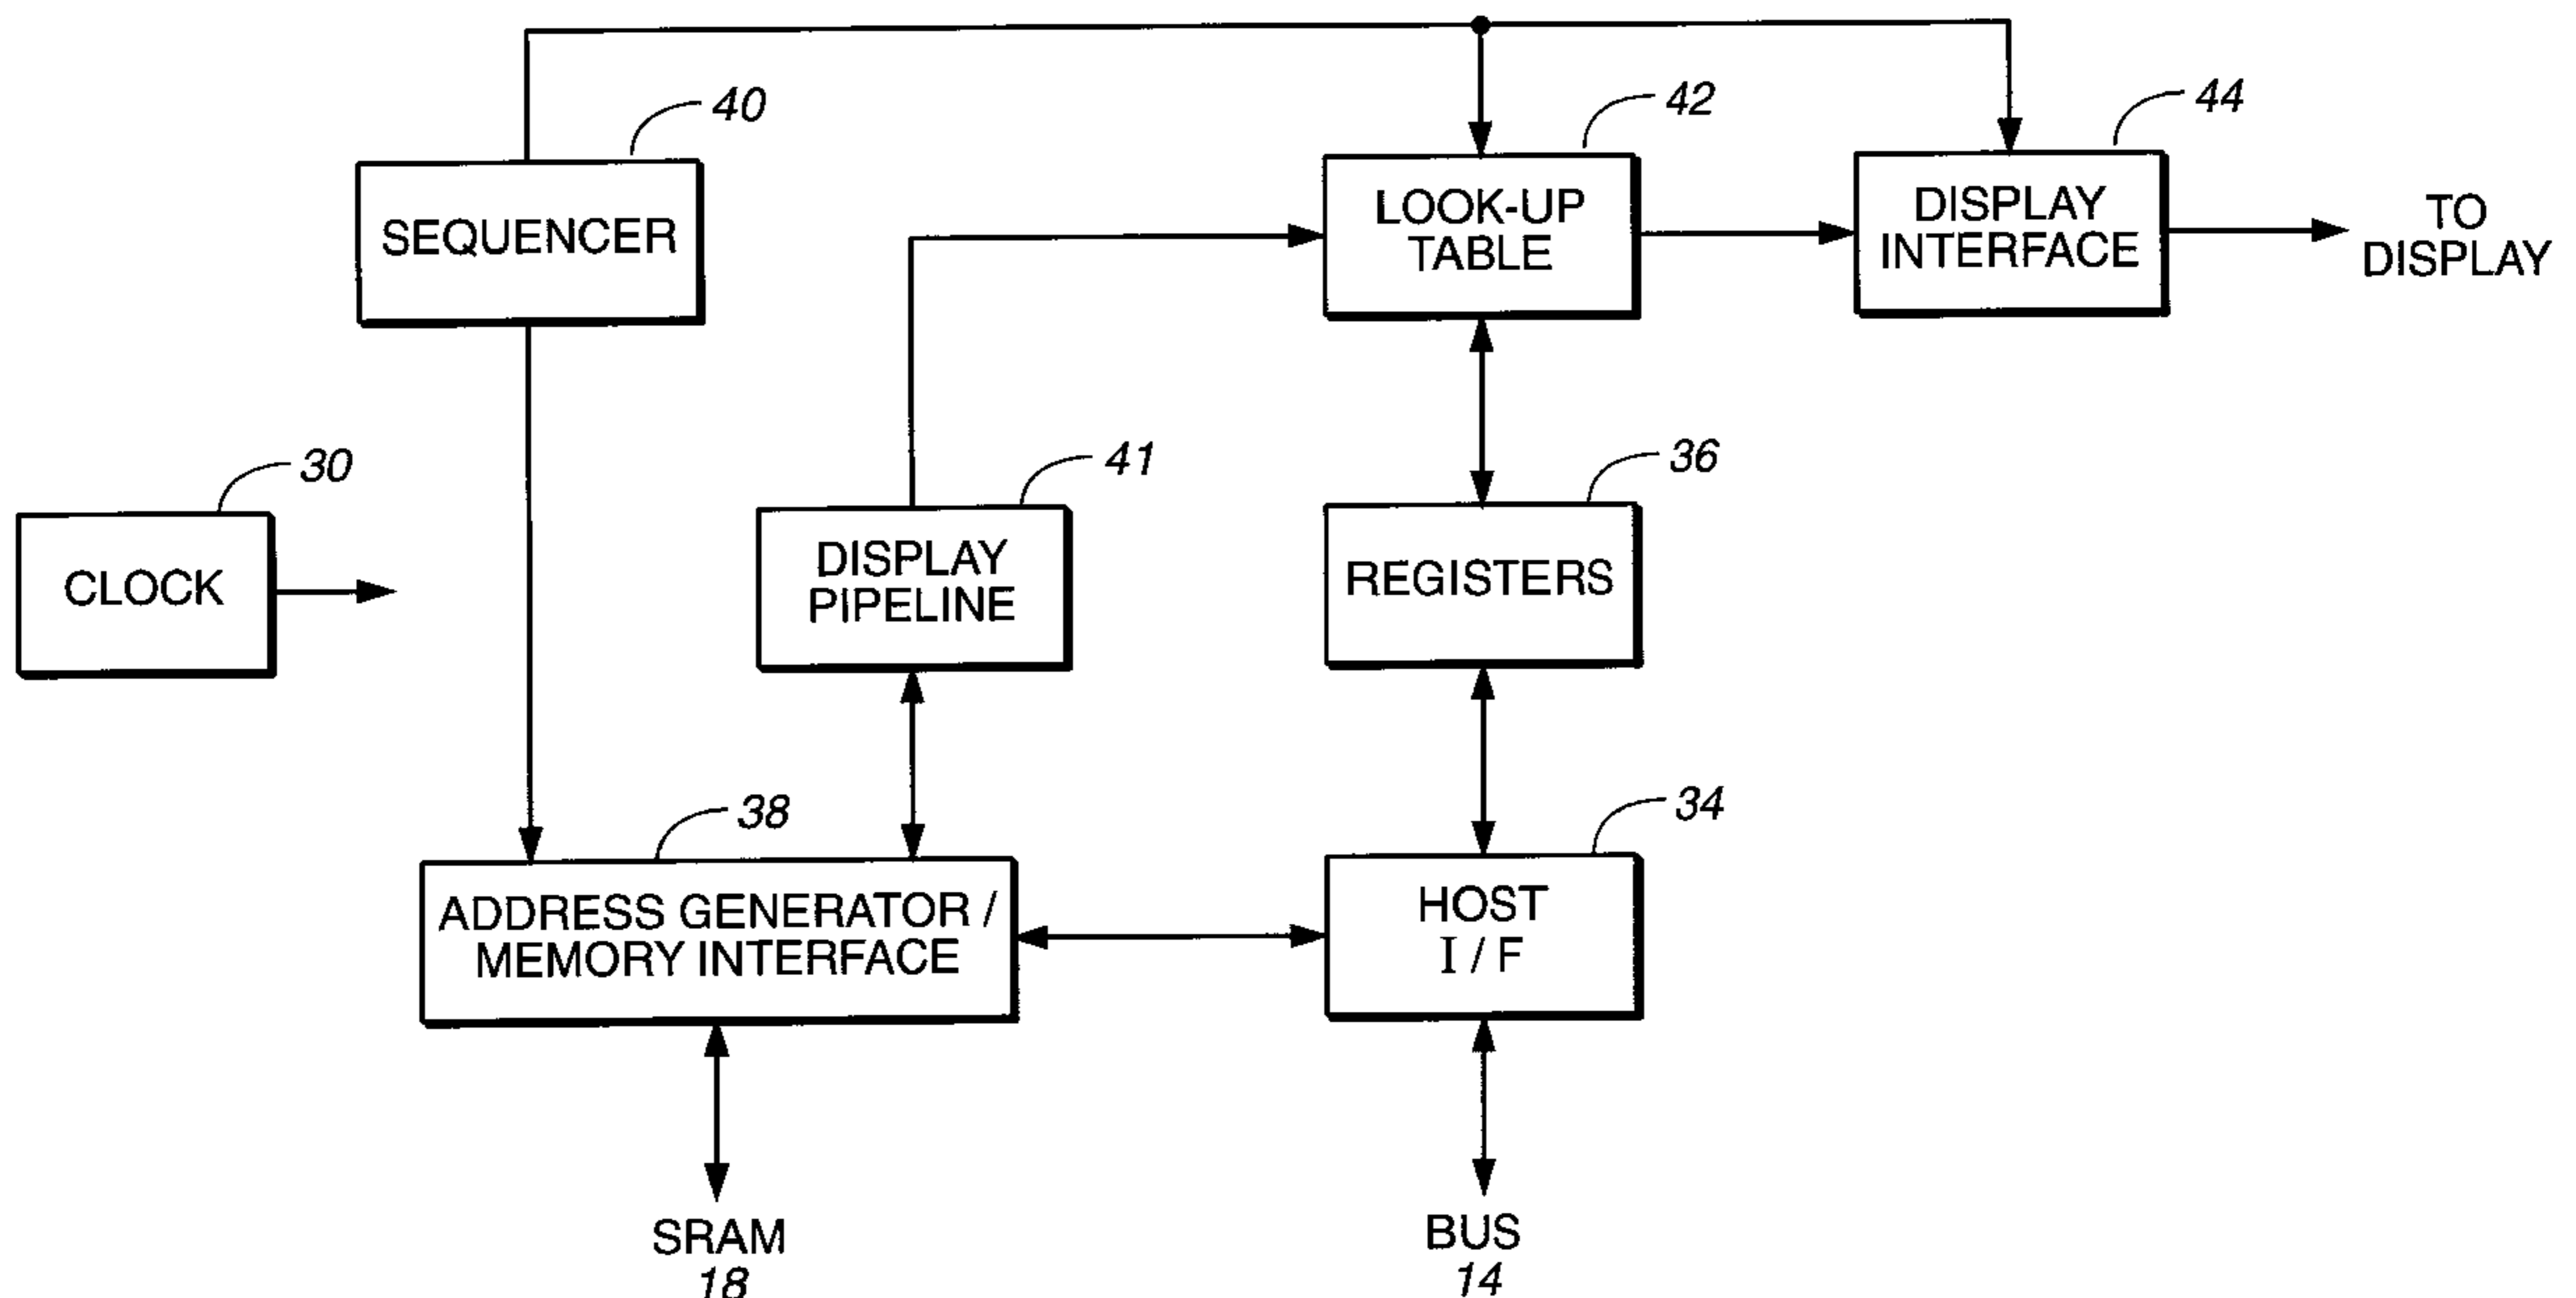 40
SEQUENCER
42
LOOK-UP
TABLE
44
DISPLAY
INTERFACE
TO
DISPLAY
30
CLOCK
41
DISPLAY
PIPELINE
36
REGISTERS
38
ADDRESS GENERATOR /
MEMORY INTERFACE
34
HOST
I / F
SRAM
18
BUS
14